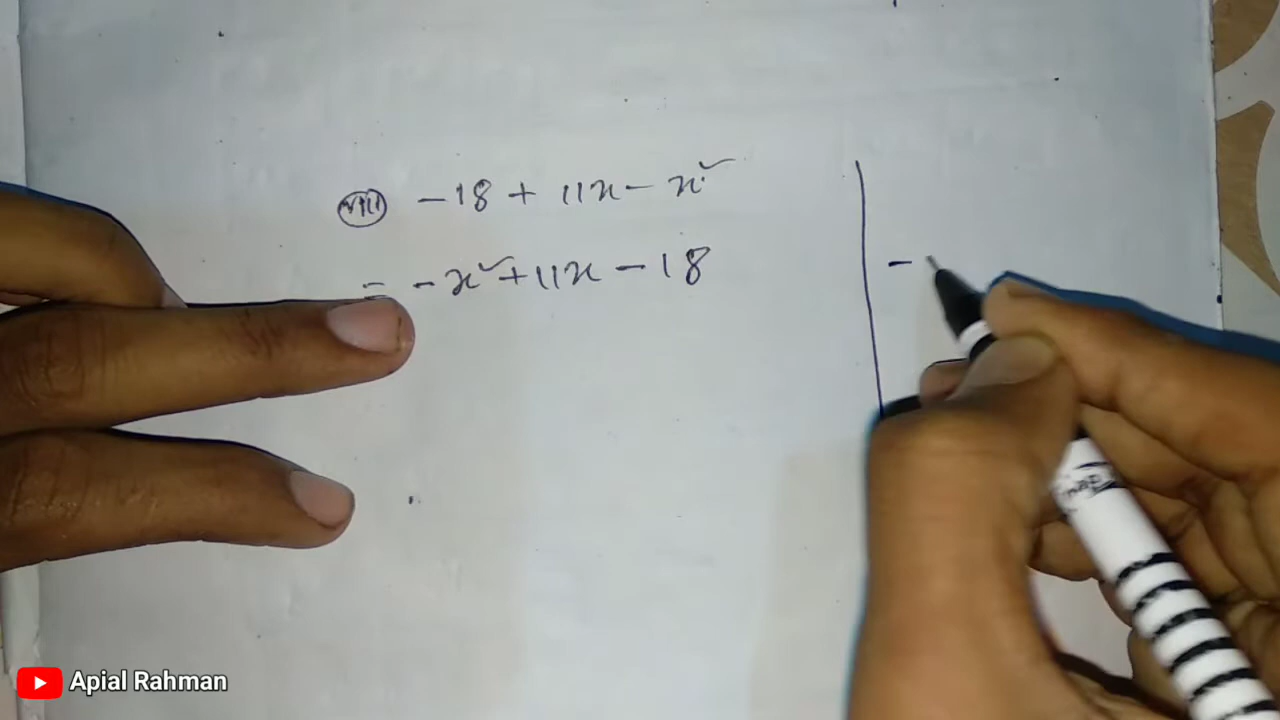 (viii) -18 + 11x - x²
= -x² + 11x - 18
-
Apial Rahman